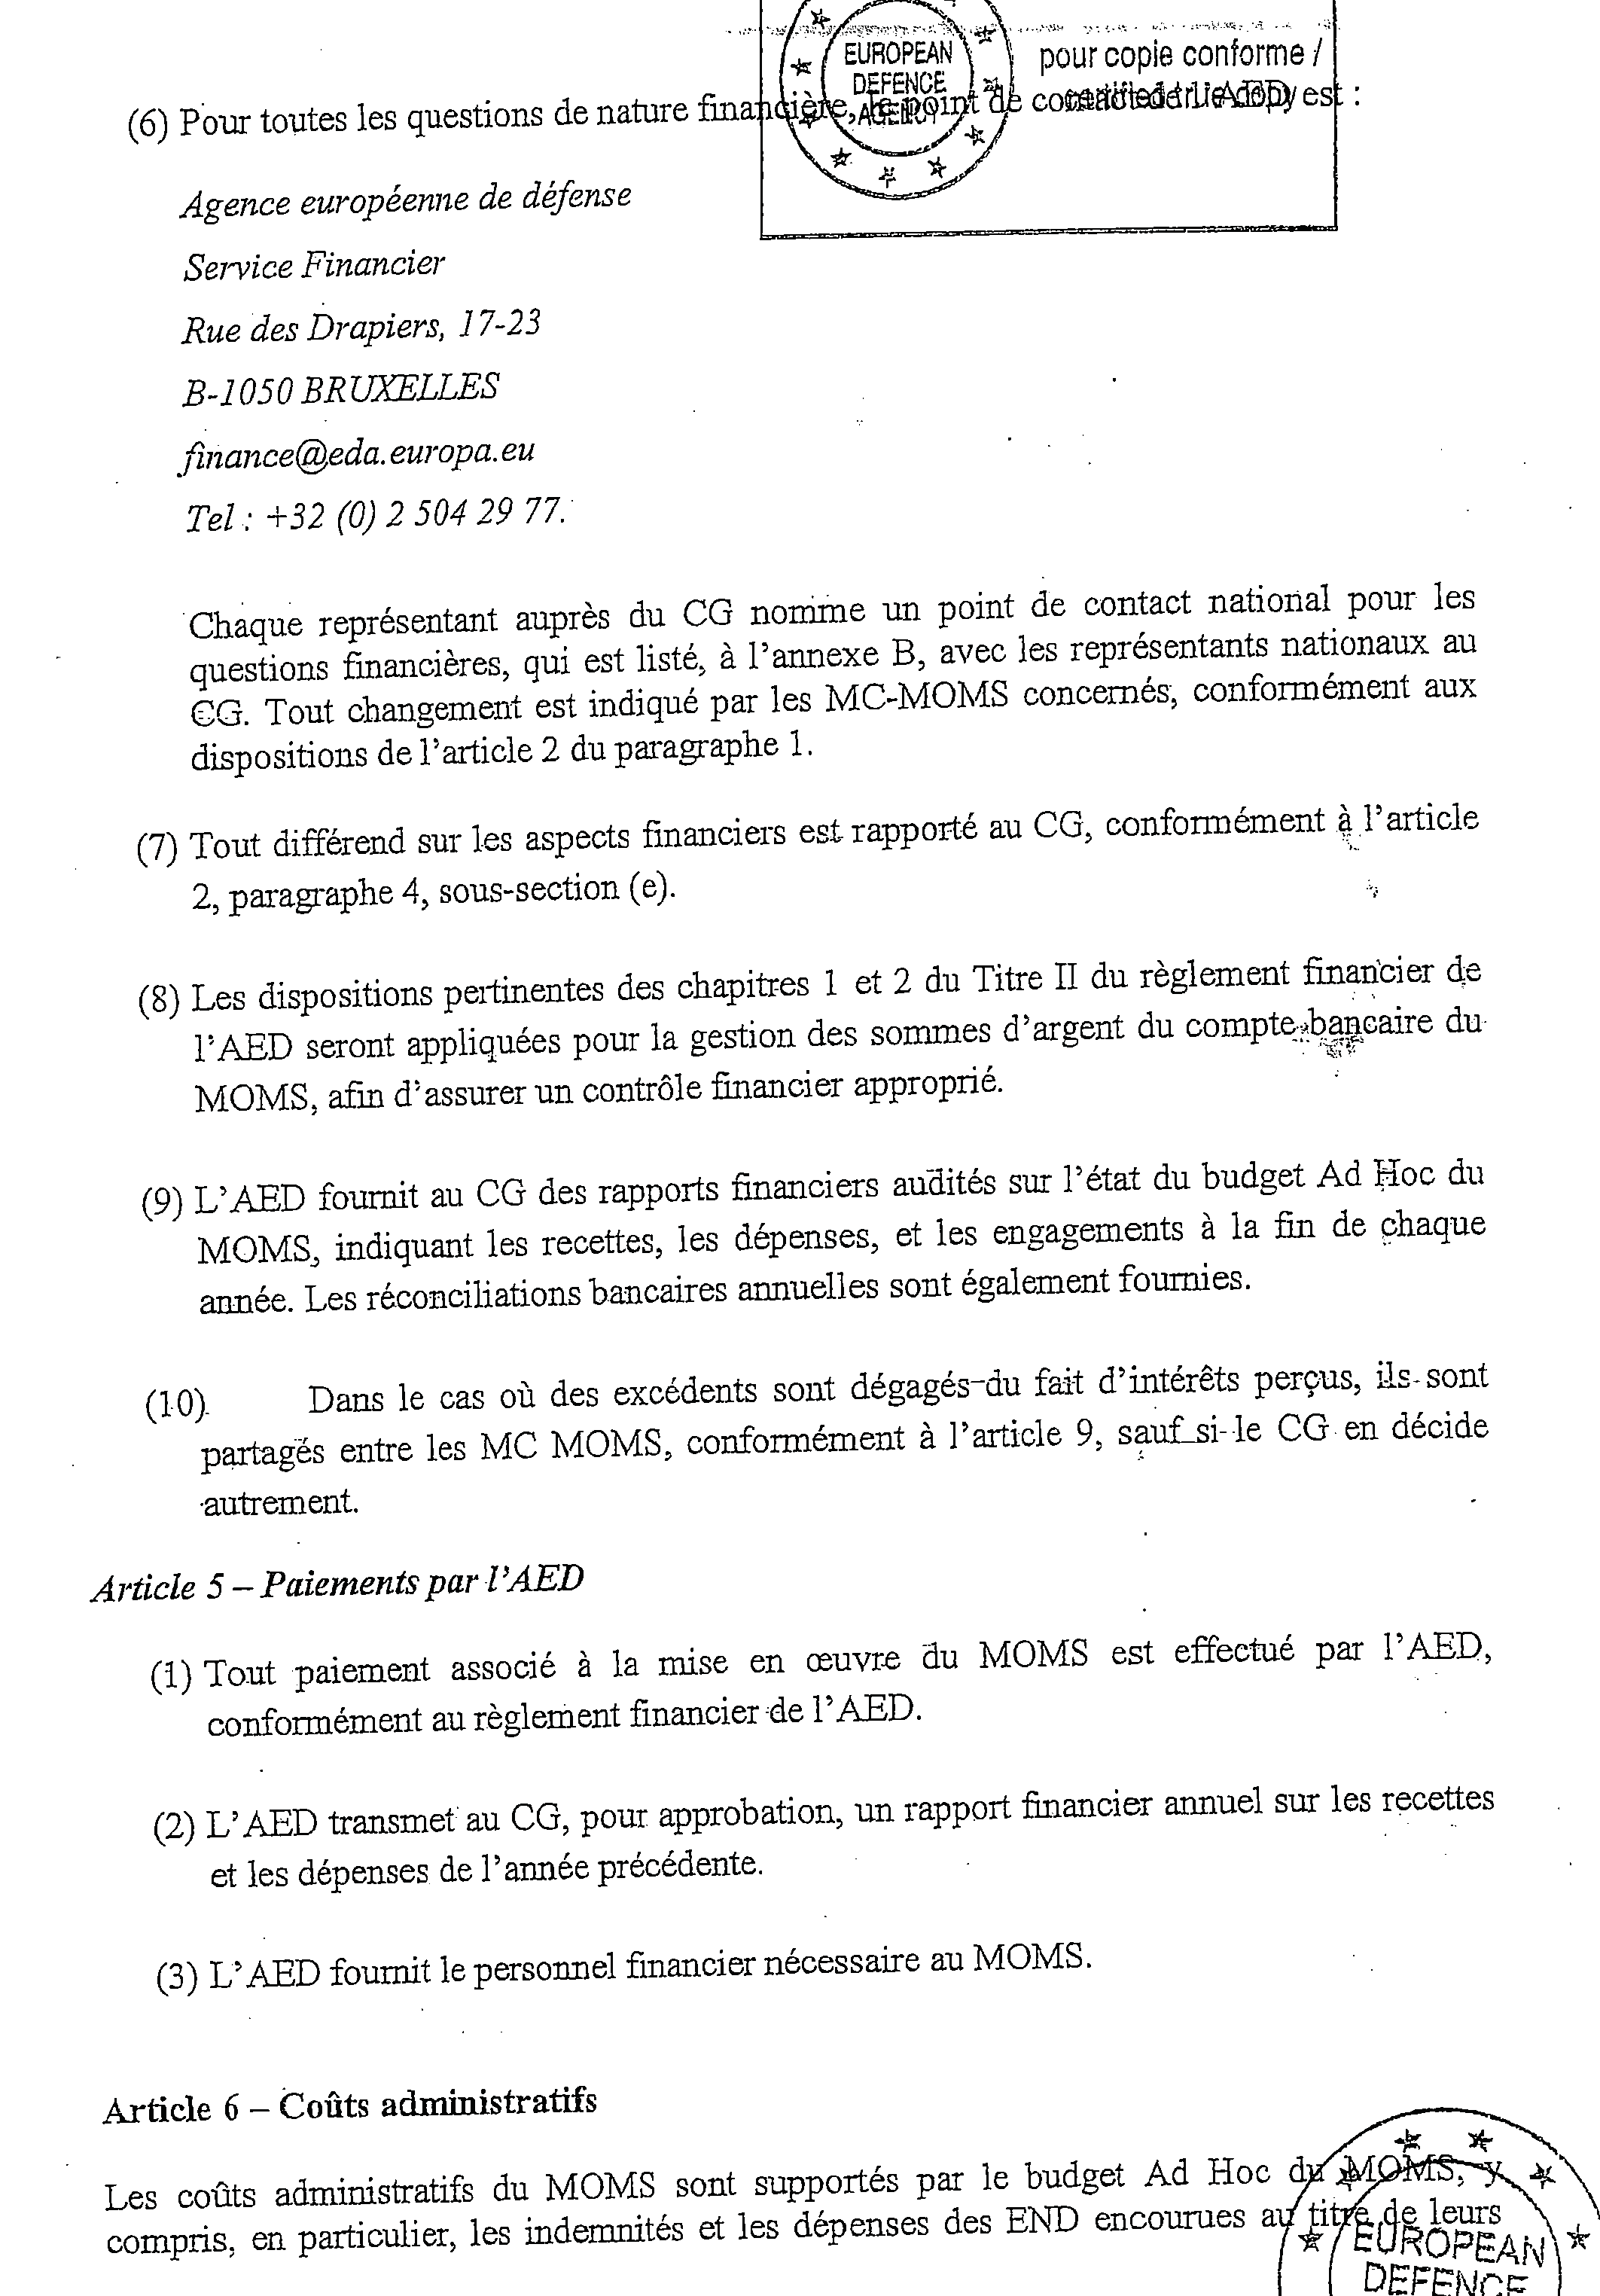 EUROPEAN
DEFENCE
AGENCY
pour copie conforme /
certified true copy
(6) Pour toutes les questions de nature financière, le point de contact de l'AED est :
Agence européenne de défense
Service Financier
Rue des Drapiers, 17-23
B-1050 BRUXELLES
finance@eda.europa.eu
Tel : +32 (0) 2 504 29 77.
Chaque représentant auprès du CG nomme un point de contact national pour les
questions financières, qui est listé, à l'annexe B, avec les représentants nationaux au
CG. Tout changement est indiqué par les MC-MOMS concernés, conformément aux
dispositions de l'article 2 du paragraphe 1.
(7) Tout différend sur les aspects financiers est rapporté au CG, conformément à l'article
2, paragraphe 4, sous-section (e).
(8) Les dispositions pertinentes des chapitres 1 et 2 du Titre II du règlement financier de
l'AED seront appliquées pour la gestion des sommes d'argent du compte bancaire du
MOMS, afin d'assurer un contrôle financier approprié.
(9) L'AED fournit au CG des rapports financiers audités sur l'état du budget Ad Hoc du
MOMS, indiquant les recettes, les dépenses, et les engagements à la fin de chaque
année. Les réconciliations bancaires annuelles sont également fournies.
(10) Dans le cas où des excédents sont dégagés du fait d'intérêts perçus, ils sont
partagés entre les MC MOMS, conformément à l'article 9, sauf si le CG en décide
autrement.
Article 5 – Paiements par l'AED
(1) Tout paiement associé à la mise en œuvre du MOMS est effectué par l'AED,
conformément au règlement financier de l'AED.
(2) L'AED transmet au CG, pour approbation, un rapport financier annuel sur les recettes
et les dépenses de l'année précédente.
(3) L'AED fournit le personnel financier nécessaire au MOMS.
Article 6 – Coûts administratifs
Les coûts administratifs du MOMS sont supportés par le budget Ad Hoc du MOMS, y
compris, en particulier, les indemnités et les dépenses des END encourues au titre de leurs
EUROPEAN
DEFENCE